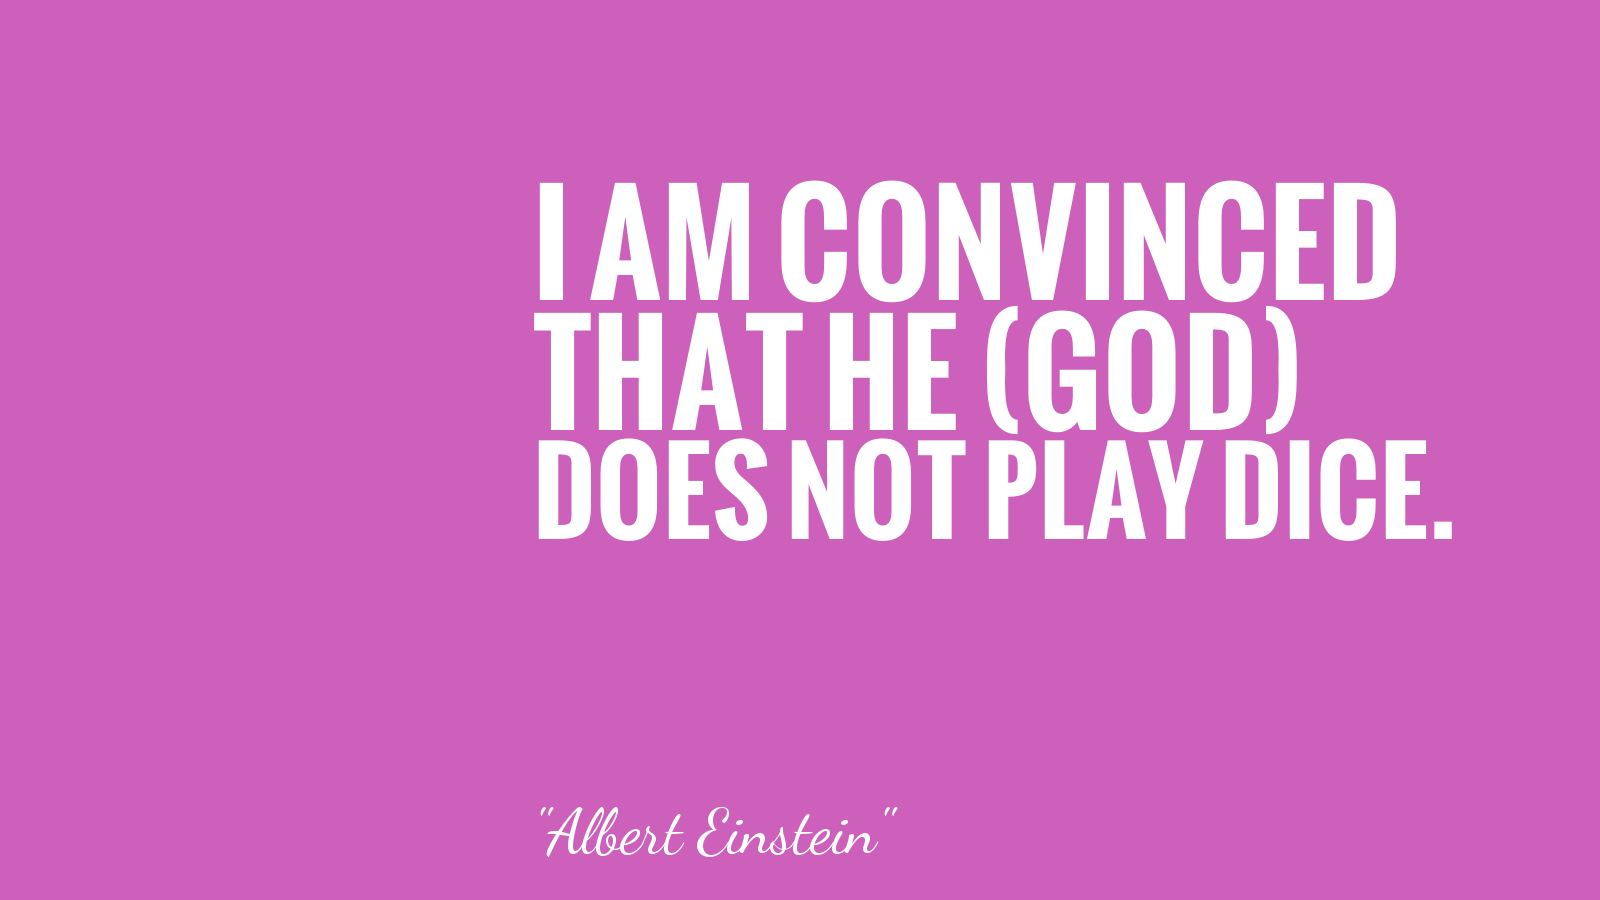 I AM CONVINCED
THAT HE (GOD)
DOES NOT PLAY DICE.
"Albert Einstein"